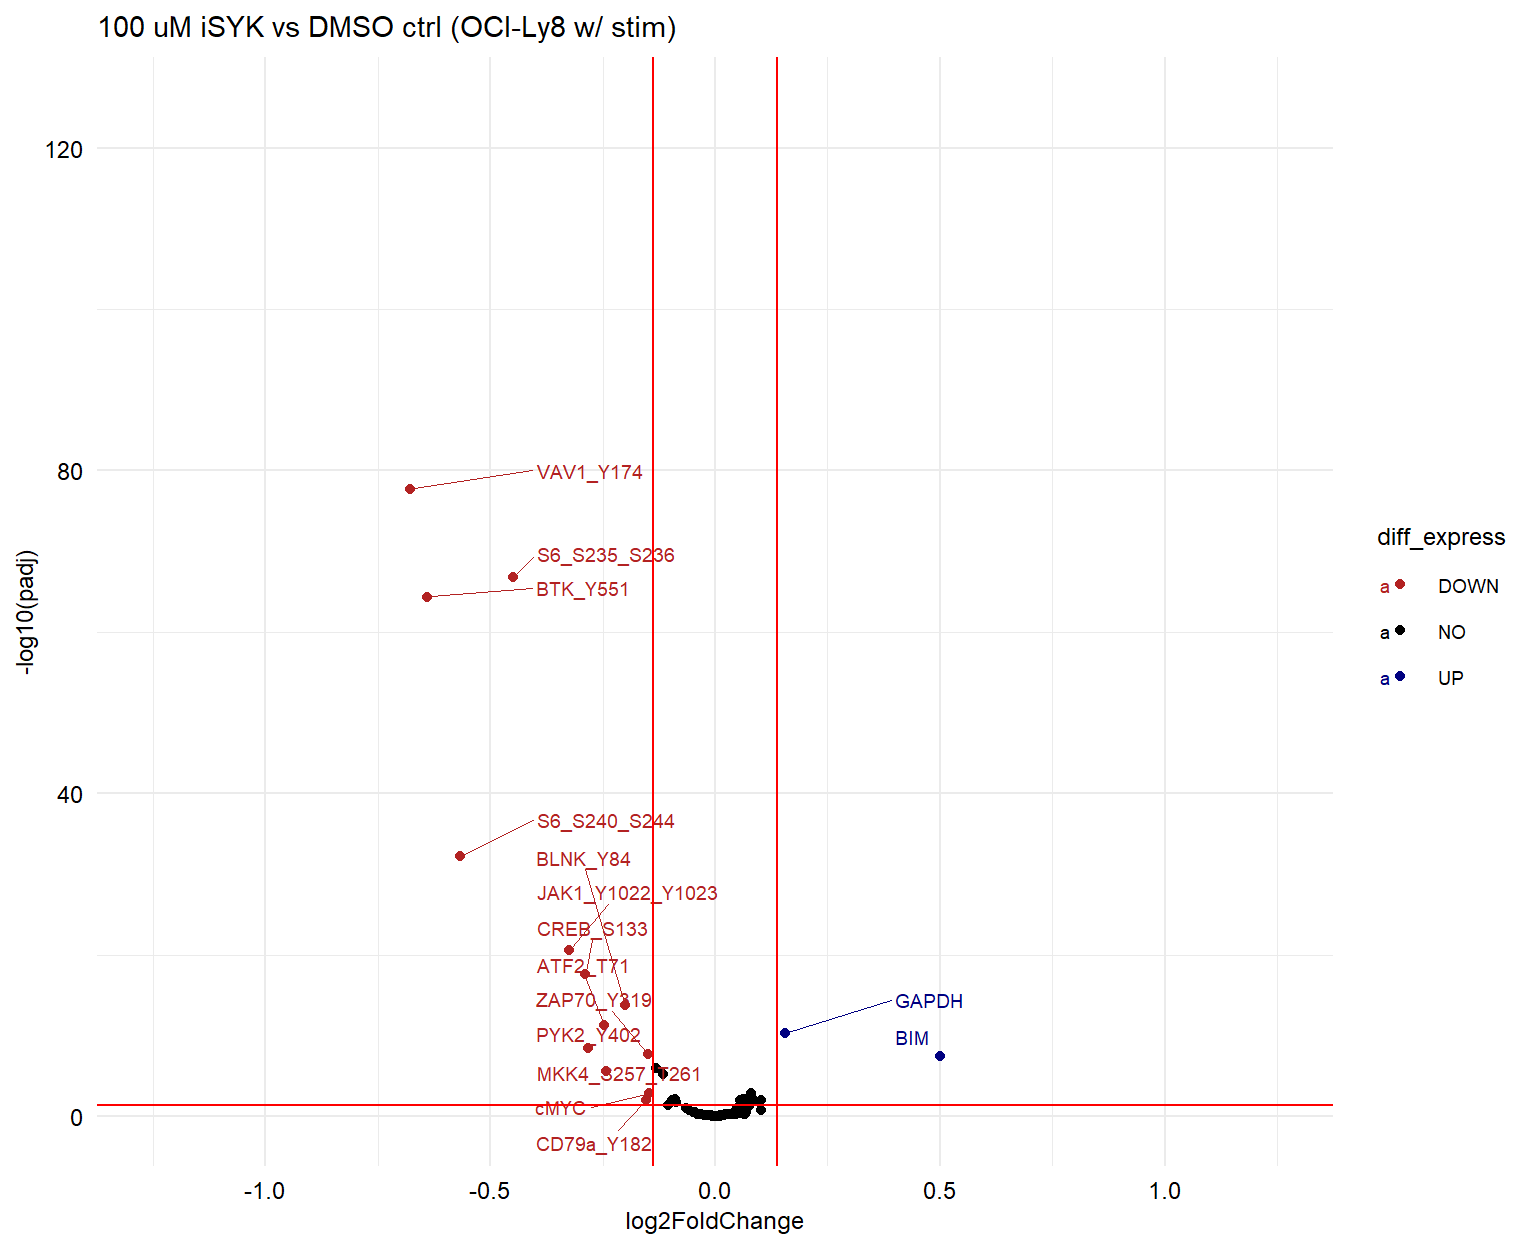 100 uM iSYK vs DMSO ctrl (OCI-Ly8 w/ stim)
120
80
40
0
-log10(padj)
VAV1_Y174
S6_S235_S236
BTK_Y551
S6_S240_S244
BLNK_Y84
JAK1_Y1022_Y1023
CREB_S133
ATF2_T71
ZAP70_Y319
PYK2_Y402
MKK4_S257_T261
cMYC
CD79a_Y182
GAPDH
BIM
-1.0
-0.5
0.0
0.5
1.0
log2FoldChange
diff_express
a DOWN
a NO
a UP